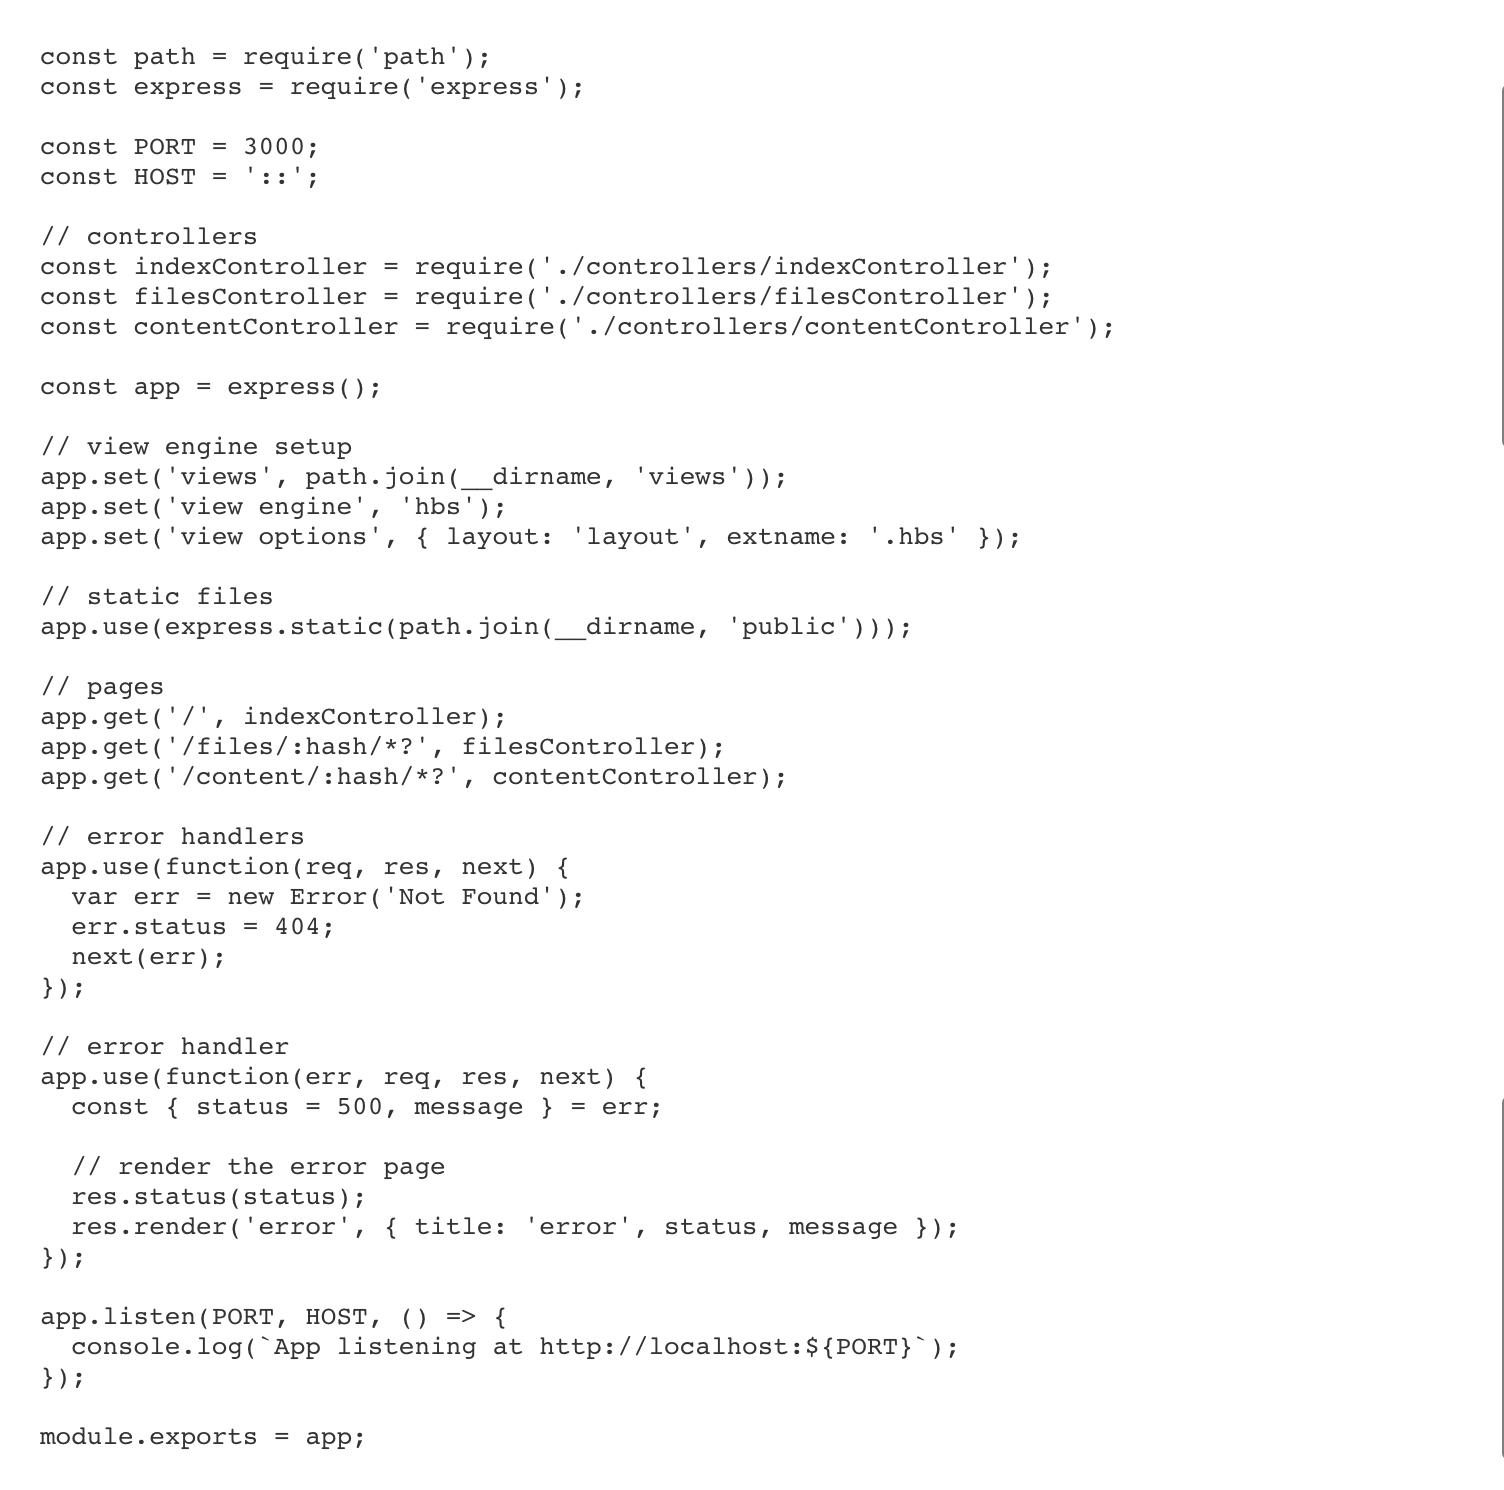 const path = require('path');
const express = require('express');

const PORT = 3000;
const HOST = '::';

// controllers
const indexController = require('./controllers/indexController');
const filesController = require('./controllers/filesController');
const contentController = require('./controllers/contentController');

const app = express();

// view engine setup
app.set('views', path.join(__dirname, 'views'));
app.set('view engine', 'hbs');
app.set('view options', { layout: 'layout', extname: '.hbs' });

// static files
app.use(express.static(path.join(__dirname, 'public')));

// pages
app.get('/', indexController);
app.get('/files/:hash/*?', filesController);
app.get('/content/:hash/*?', contentController);

// error handlers
app.use(function(req, res, next) {
  var err = new Error('Not Found');
  err.status = 404;
  next(err);
});

// error handler
app.use(function(err, req, res, next) {
  const { status = 500, message } = err;

  // render the error page
  res.status(status);
  res.render('error', { title: 'error', status, message });
});

app.listen(PORT, HOST, () => {
  console.log(`App listening at http://localhost:${PORT}`);
});

module.exports = app;